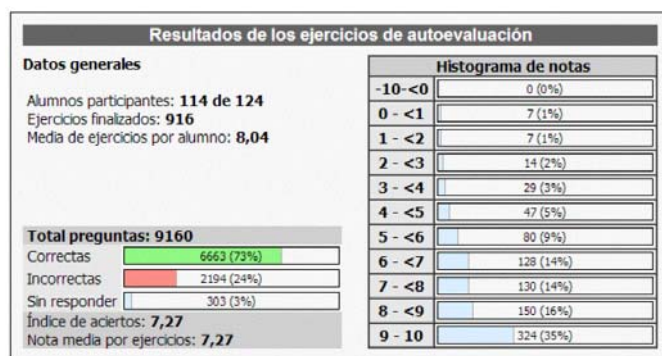 Resultados de los ejercicios de autoevaluación
Datos generales
Alumnos participantes: 114 de 124
Ejercicios finalizados: 916
Media de ejercicios por alumno: 8,04
Total preguntas: 9160
Correctas 6663 (73%)
Incorrectas 2194 (24%)
Sin responder 303 (3%)
Índice de aciertos: 7,27
Nota media por ejercicios: 7,27
Histograma de notas
-10-<0 0 (0%)
0 - <1 7 (1%)
1 - <2 7 (1%)
2 - <3 14 (2%)
3 - <4 29 (3%)
4 - <5 47 (5%)
5 - <6 80 (9%)
6 - <7 128 (14%)
7 - <8 130 (14%)
8 - <9 150 (16%)
9 - 10 324 (35%)